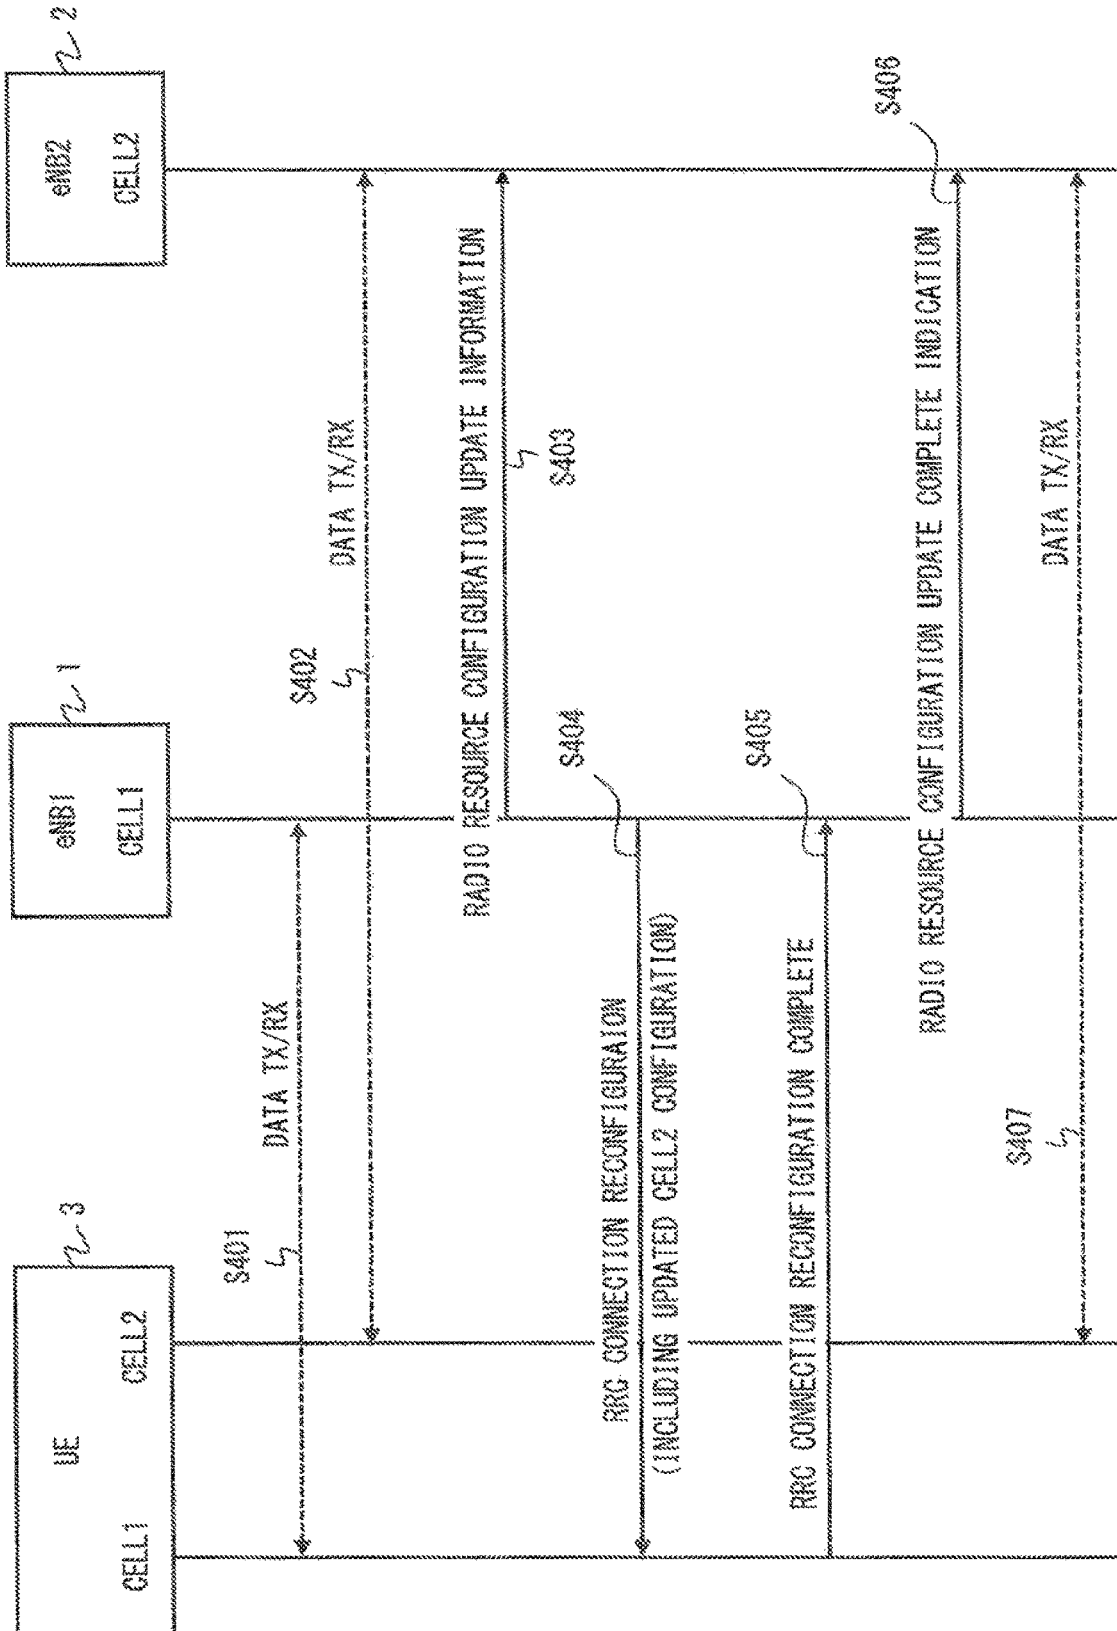 UE
CELL1
CELL2
3
eNB1
CELL1
1
eNB2
CELL2
2
S401
DATA TX/RX
S402
DATA TX/RX
RADIO RESOURCE CONFIGURATION UPDATE INFORMATION
S403
RRC CONNECTION RECONFIGURAION
(INCLUDING UPDATED CELL2 CONFIGURATION)
S404
RRC CONNECTION RECONFIGURATION COMPLETE
S405
RADIO RESOURCE CONFIGURATION UPDATE COMPLETE INDICATION
S406
S407
DATA TX/RX